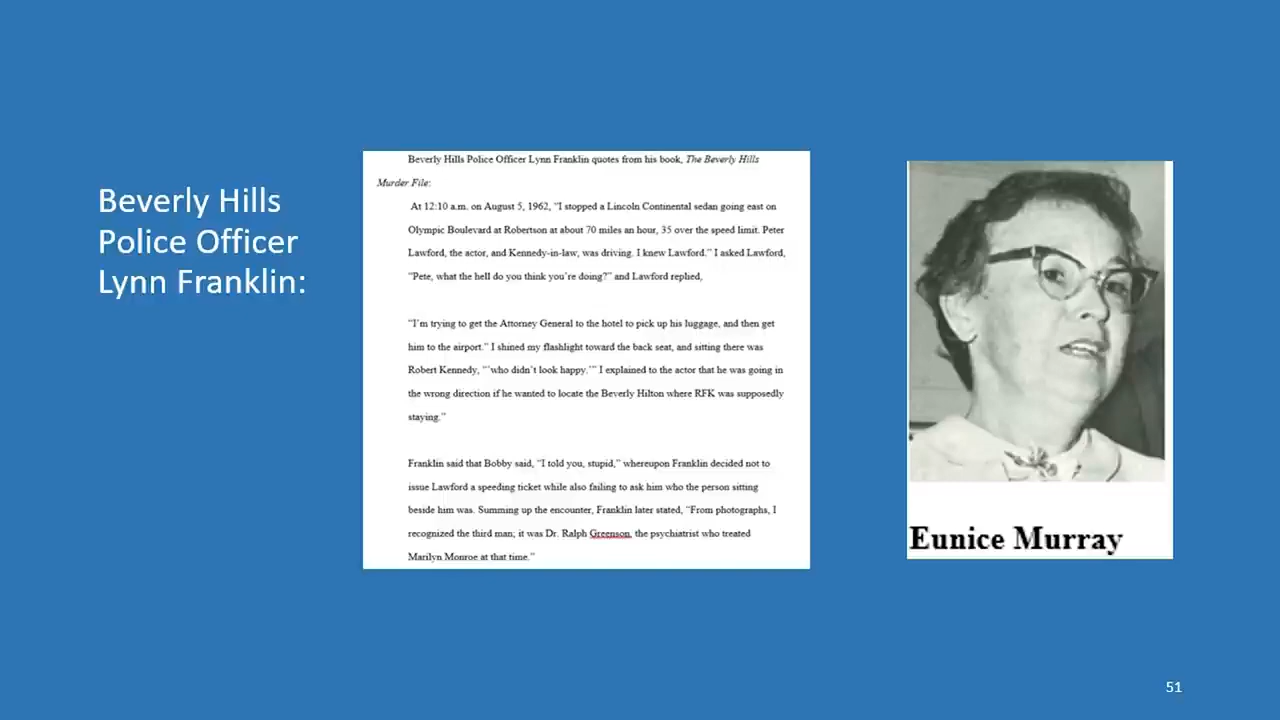 Beverly Hills
Police Officer
Lynn Franklin:
Beverly Hills Police Officer Lynn Franklin quotes from his book, The Beverly Hills
Murder File:
At 12:10 a.m. on August 5, 1962, “I stopped a Lincoln Continental sedan going east on
Olympic Boulevard at Robertson at about 70 miles an hour, 35 over the speed limit. Peter
Lawford, the actor, and Kennedy-in-law, was driving. I knew Lawford.” I asked Lawford,
“Pete, what the hell do you think you’re doing?” and Lawford replied,
“I’m trying to get the Attorney General to the hotel to pick up his luggage, and then get
him to the airport.” I shined my flashlight toward the back seat, and sitting there was
Robert Kennedy, “‘who didn’t look happy.’” I explained to the actor that he was going in
the wrong direction if he wanted to locate the Beverly Hilton where RFK was supposedly
staying.”
Franklin said that Bobby said, “I told you, stupid,” whereupon Franklin decided not to
issue Lawford a speeding ticket while also failing to ask him who the person sitting
beside him was. Summing up the encounter, Franklin later stated, “From photographs, I
recognized the third man; it was Dr. Ralph Greenson, the psychiatrist who treated
Marilyn Monroe at that time.”
Eunice Murray
51